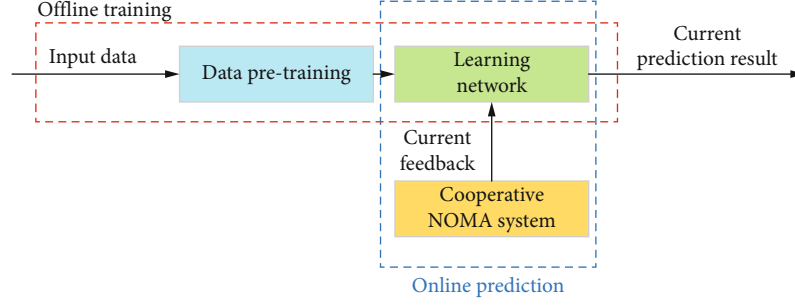 Offline training
Input data
Data pre-training
Learning
network
Current
prediction result
Current
feedback
Cooperative
NOMA system
Online prediction